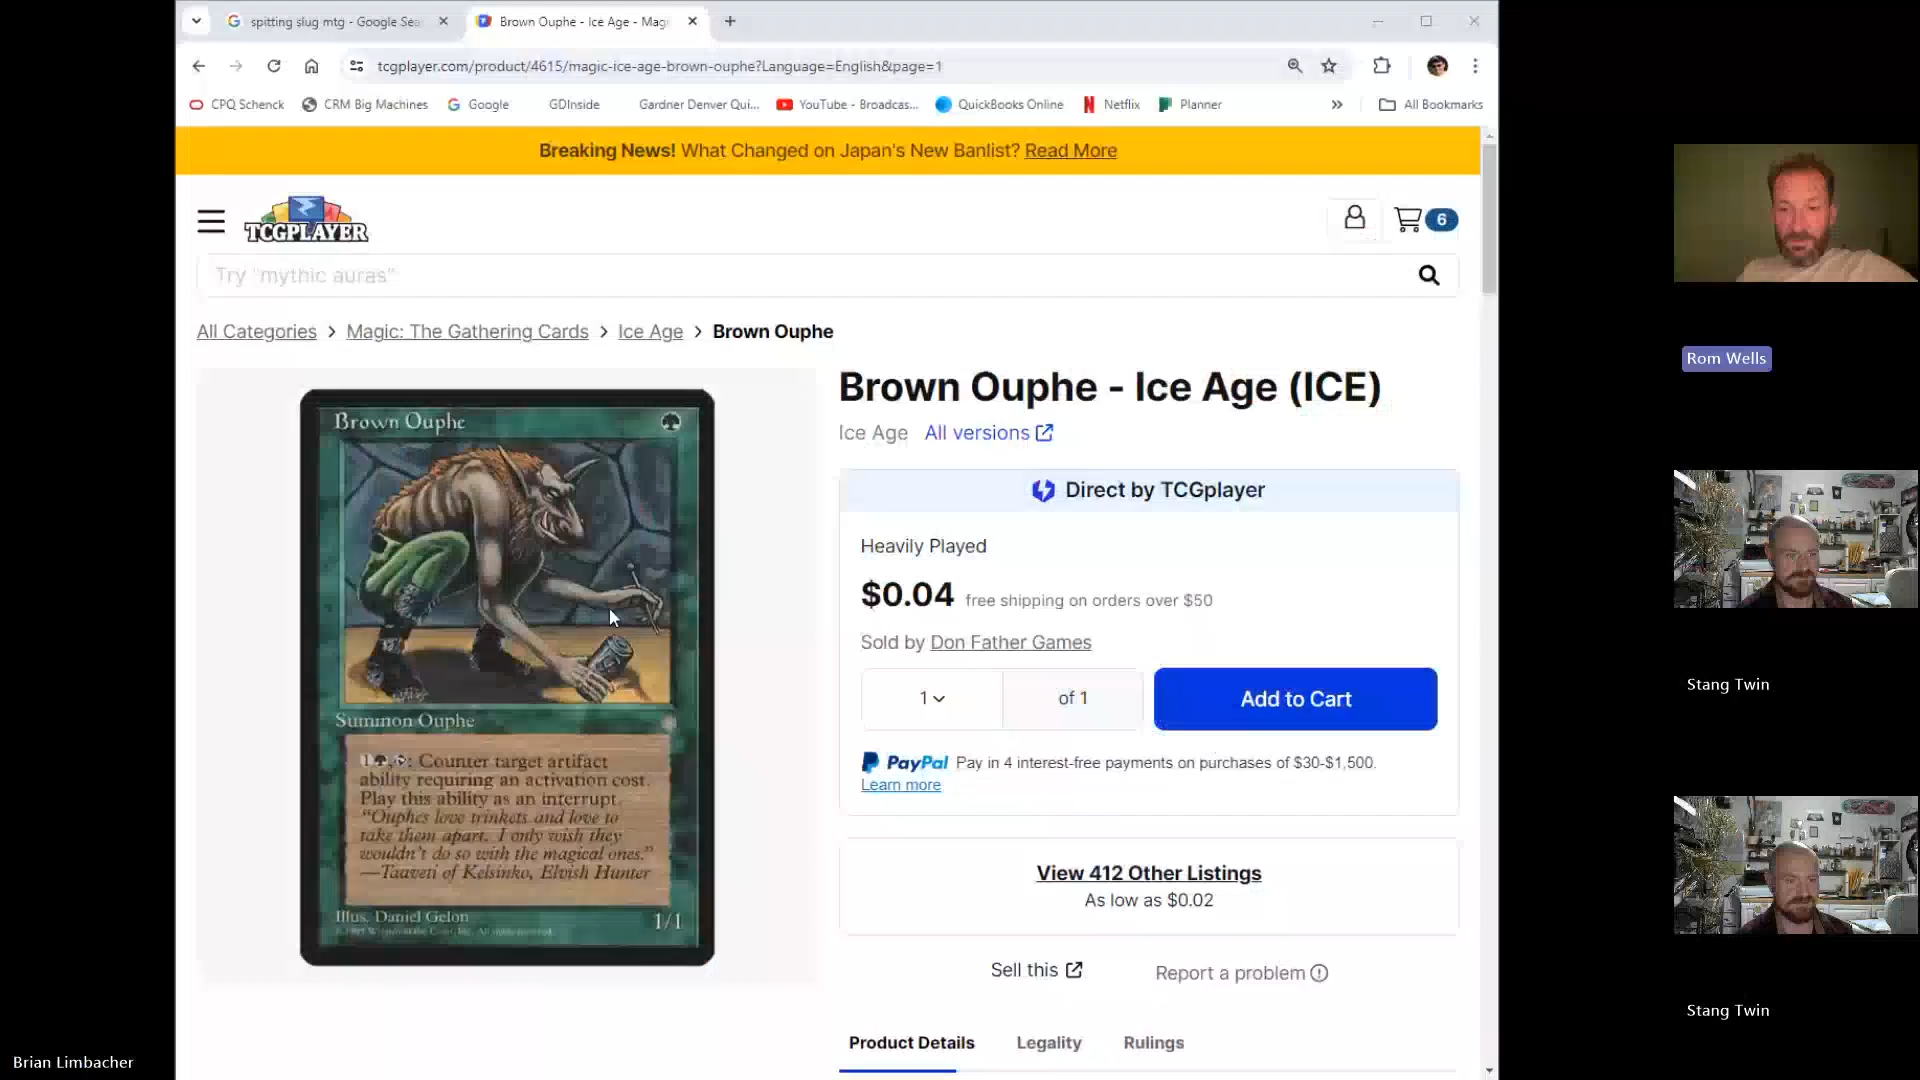 spitting slug mtg - Google Sea
Brown Ouphe - Ice Age - Mag
tcgplayer.com/product/4615/magic-ice-age-brown-ouphe?Language=English&page=1
CPQ Schenck
CRM Big Machines
Google
GDInside
Gardner Denver Qui...
YouTube - Broadcas...
QuickBooks Online
Netflix
Planner
All Bookmarks
Breaking News! What Changed on Japan's New Banlist? Read More
TCGPLAYER
6
Try "mythic auras"
All Categories > Magic: The Gathering Cards > Ice Age > Brown Ouphe
Brown Ouphe
Summon Ouphe
1 : Counter target artifact
ability requiring an activation cost.
Play this ability as an interrupt.
"Ouphes love trinkets and love to
take them apart. I only wish they
wouldn't do so with the magical ones."
—Taaveti of Kelsinko, Elvish Hunter
Illus. Daniel Gelon
1/1
Brown Ouphe - Ice Age (ICE)
Ice Age All versions
Direct by TCGplayer
Heavily Played
$0.04 free shipping on orders over $50
Sold by Don Father Games
1
of 1
Add to Cart
PayPal Pay in 4 interest-free payments on purchases of $30-$1,500.
Learn more
View 412 Other Listings
As low as $0.02
Sell this
Report a problem
Product Details
Legality
Rulings
Rom Wells
Stang Twin
Stang Twin
Brian Limbacher